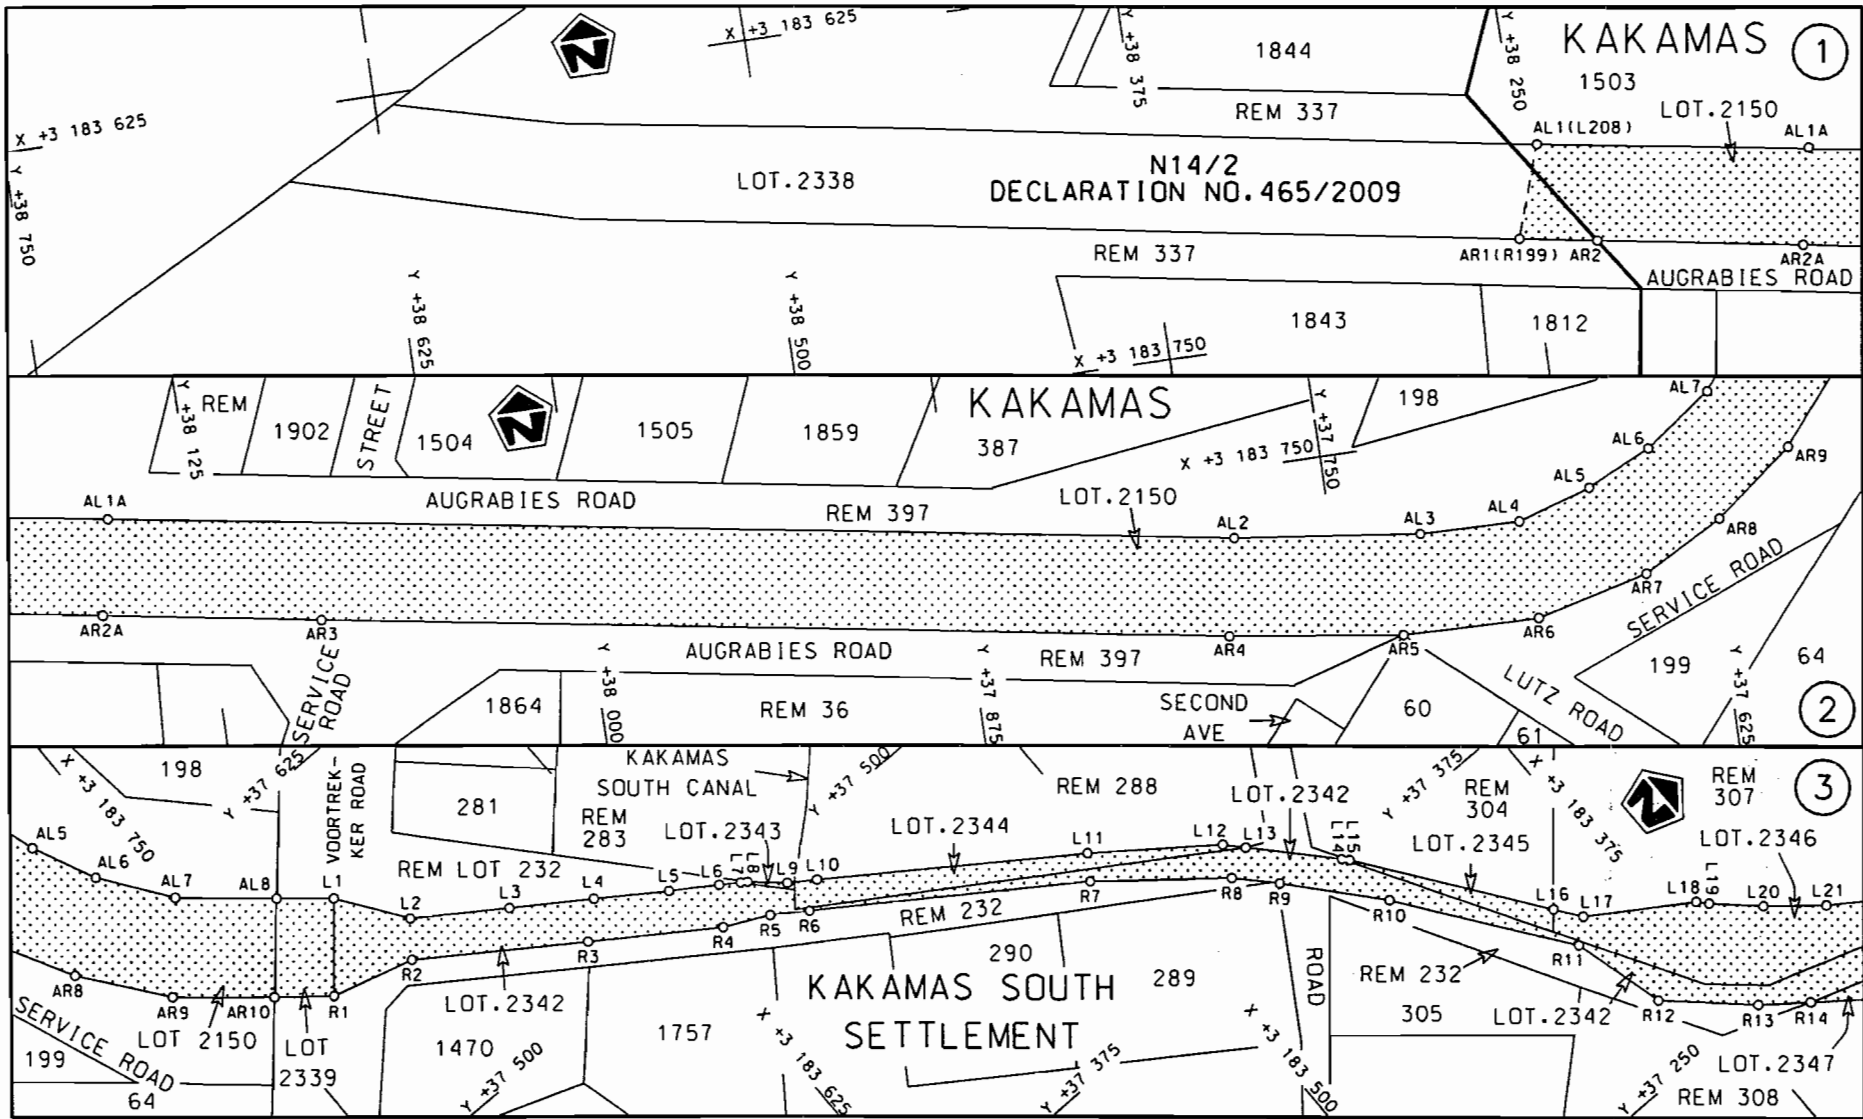 X +3 183 625
Y +38 375
Y +38 250
KAKAMAS
1
1844
1503
LOT.2150
REM 337
AL1(L208)
AL1A
X +3 183 625
Y +38 750
LOT.2338
N14/2
DECLARATION NO.465/2009
REM 337
AR1(R199)
AR2
AR2A
AUGRABIES ROAD
Y +38 625
Y +38 500
X +3 183 750
1843
1812
Y +38 125
REM
1902
STREET
1504
1505
1859
KAKAMAS
387
198
AL7
X +3 183 750
Y +37 750
AL6
AR9
AL5
AL1A
AUGRABIES ROAD
REM 397
LOT.2150
AL2
AL3
AL4
AR8
AR7
SERVICE ROAD
AR2A
AR3
AR4
AR5
AR6
AUGRABIES ROAD
REM 397
SERVICE
ROAD
1864
Y +38 000
REM 36
Y +37 875
SECOND
AVE
60
61
LUTZ ROAD
199
Y +37 625
64
2
198
X +3 183 750
Y +37 625
VOORTREK-
KER ROAD
281
KAKAMAS
SOUTH CANAL
REM
283
Y +37 500
REM 288
LOT.2342
Y +37 375
REM
304
X +3 183 375
REM
307
3
LOT.2343
LOT.2344
LOT.2345
LOT.2346
REM LOT 232
AL5
AL6
AL7
AL8
L1
L2
L3
L4
L5
L6
L7
L8
L9
L10
L11
L12
L13
L14
L15
L16
L17
L18
L19
L20
L21
AR8
AR9
AR10
R1
R2
R3
R4
R5
R6
R7
R8
R9
R10
R11
R12
R13
R14
REM 232
290
289
ROAD
REM 232
305
LOT.2342
LOT.2347
REM 308
SERVICE ROAD
199
64
LOT 2150
LOT
2339
LOT.2342
1470
1757
KAKAMAS SOUTH
SETTLEMENT
Y +37 500
X +3 183 625
Y +37 375
X +3 183 500
Y +37 250